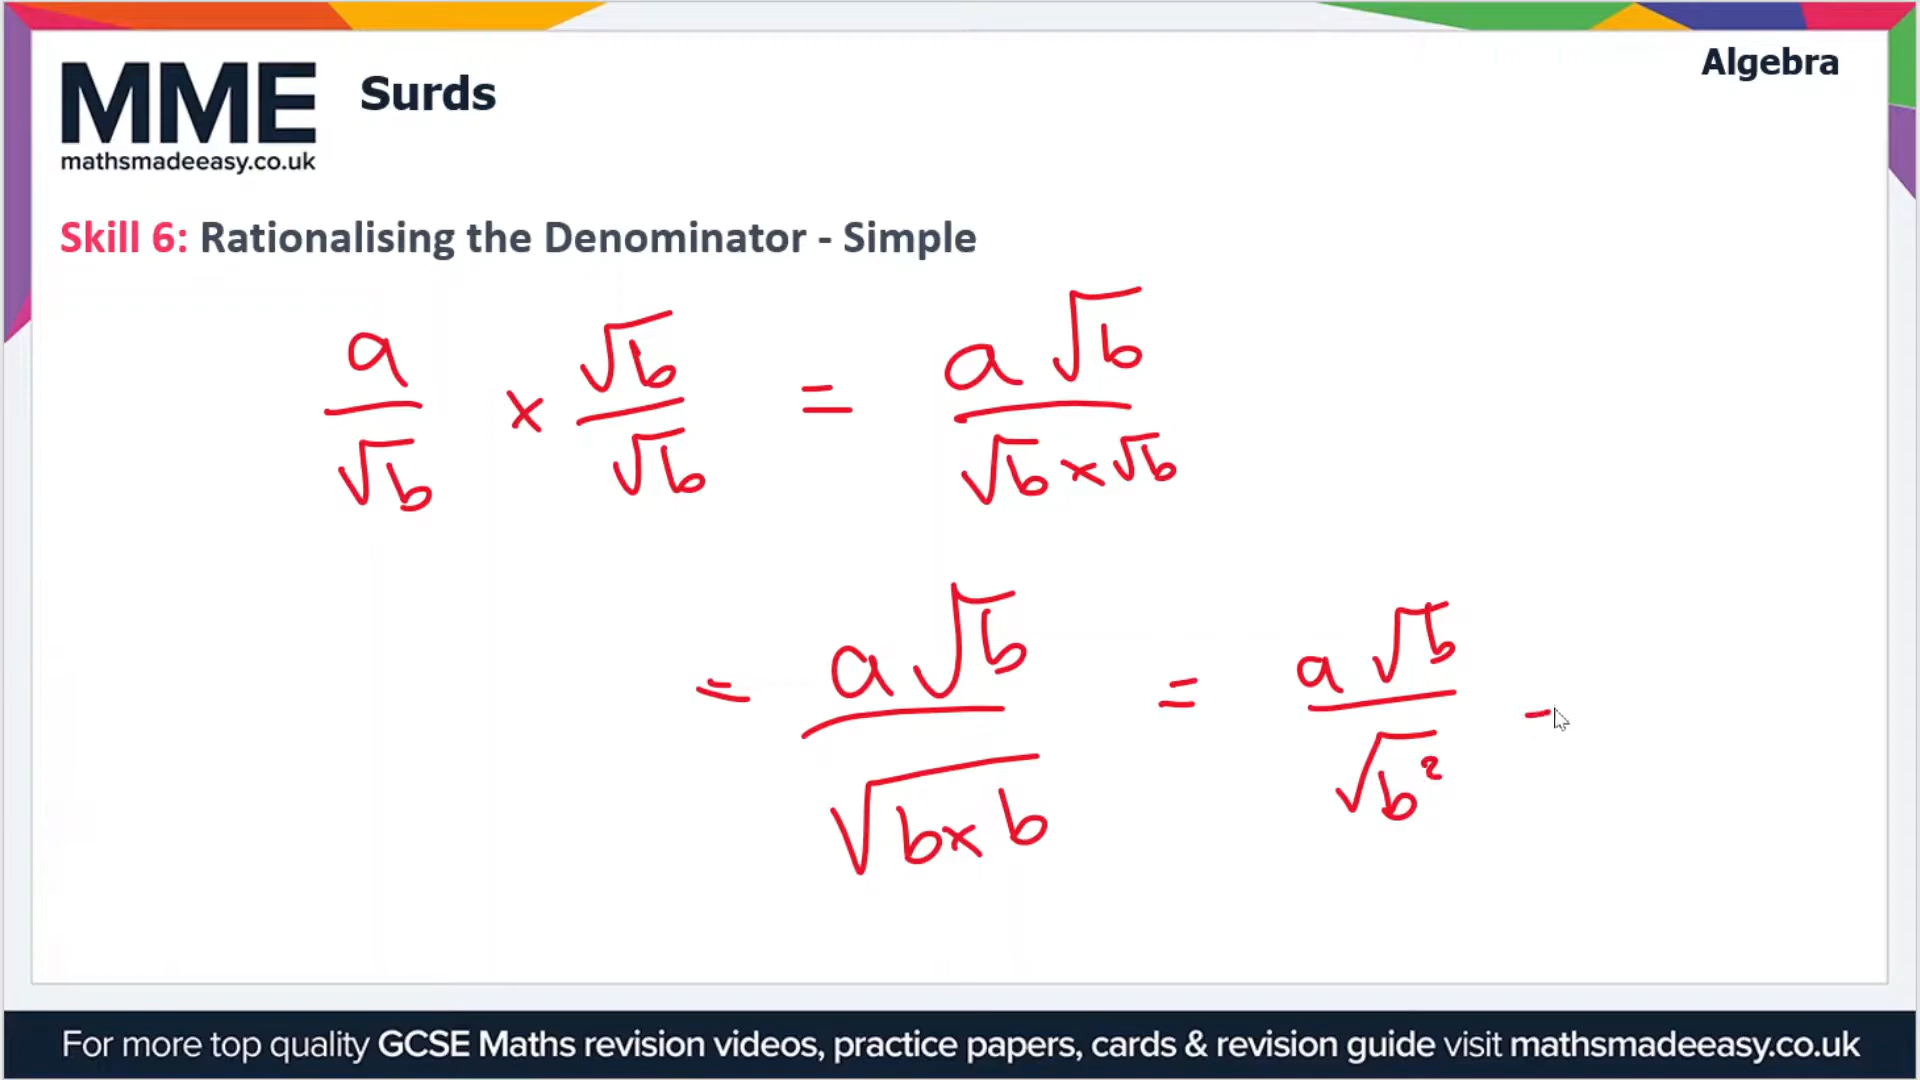 MME
mathsmadeeasy.co.uk
Surds
Algebra
Skill 6: Rationalising the Denominator - Simple
a/√b × √b/√b = a√b/√b×√b
= a√b/√(b×b) = a√b/√(b²) -
For more top quality GCSE Maths revision videos, practice papers, cards & revision guide visit mathsmadeeasy.co.uk